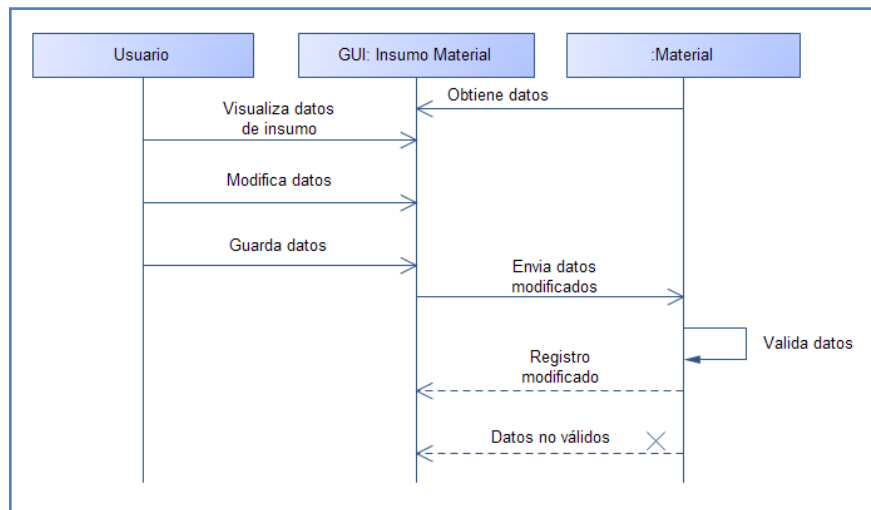 Usuario
GUI: Insumo Material
:Material
Obtiene datos
Visualiza datos
de insumo
Modifica datos
Guarda datos
Envia datos
modificados
Valida datos
Registro
modificado
Datos no válidos